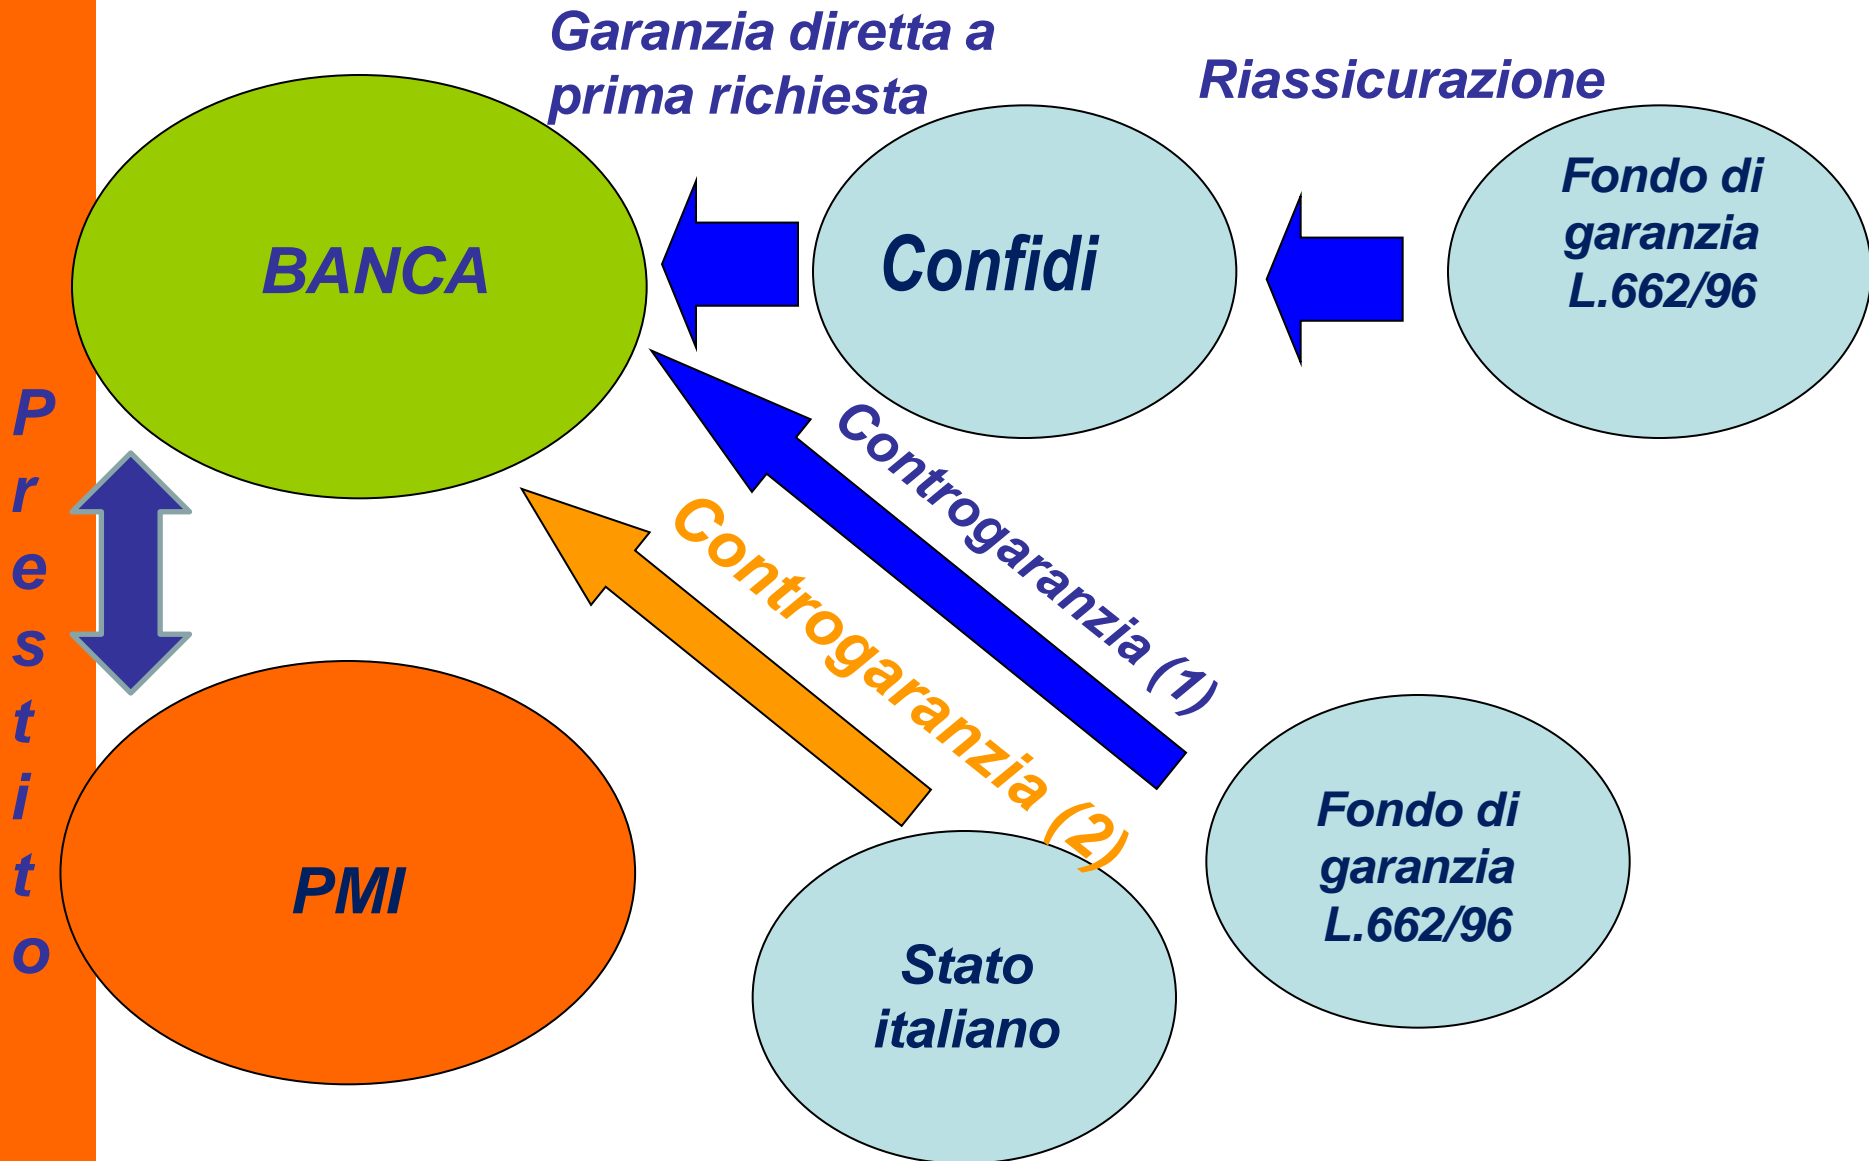 Garanzia diretta a
prima richiesta
Riassicurazione
BANCA
Confidi
Fondo di
garanzia
L.662/96
Prestito
Controgaranzia (1)
Controgaranzia (2)
PMI
Stato
italiano
Fondo di
garanzia
L.662/96